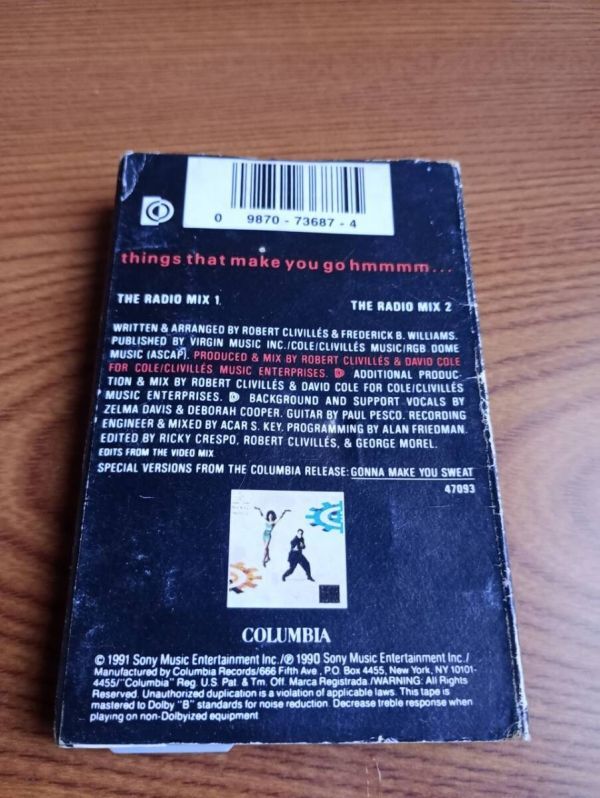 0 9870 - 73687 - 4
things that make you go hmmmm...
THE RADIO MIX 1.
THE RADIO MIX 2
WRITTEN & ARRANGED BY ROBERT CLIVILLÉS & FREDERICK B. WILLIAMS.
PUBLISHED BY VIRGIN MUSIC INC./COLE/CLIVILLÉS MUSIC/RGB DOME
MUSIC (ASCAP). PRODUCED & MIX BY ROBERT CLIVILLÉS & DAVID COLE
FOR COLE/CLIVILLÉS MUSIC ENTERPRISES. ADDITIONAL PRODUC-
TION & MIX BY ROBERT CLIVILLÉS & DAVID COLE FOR COLE/CLIVILLÉS
MUSIC ENTERPRISES. BACKGROUND AND SUPPORT VOCALS BY
ZELMA DAVIS & DEBORAH COOPER. GUITAR BY PAUL PESCO. RECORDING
ENGINEER & MIXED BY ACAR S. KEY. PROGRAMMING BY ALAN FRIEDMAN.
EDITED BY RICKY CRESPO, ROBERT CLIVILLÉS, & GEORGE MOREL.
EDITS FROM THE VIDEO MIX
SPECIAL VERSIONS FROM THE COLUMBIA RELEASE: GONNA MAKE YOU SWEAT
47093
COLUMBIA
© 1991 Sony Music Entertainment Inc./℗ 1990 Sony Music Entertainment Inc./
Manufactured by Columbia Records/666 Fifth Ave., P.O. Box 4455, New York, NY 10101-
4455/"Columbia" Reg. U.S. Pat. & Tm. Off. Marca Registrada./WARNING: All Rights
Reserved. Unauthorized duplication is a violation of applicable laws. This tape is
mastered to Dolby "B" standards for noise reduction. Decrease treble response when
playing on non-Dolbyized equipment